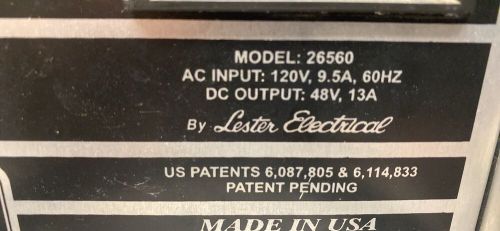 MODEL: 26560
AC INPUT: 120V, 9.5A, 60HZ
DC OUTPUT: 48V, 13A
By Lester Electrical
US PATENTS 6,087,805 & 6,114,833
PATENT PENDING
MADE IN USA